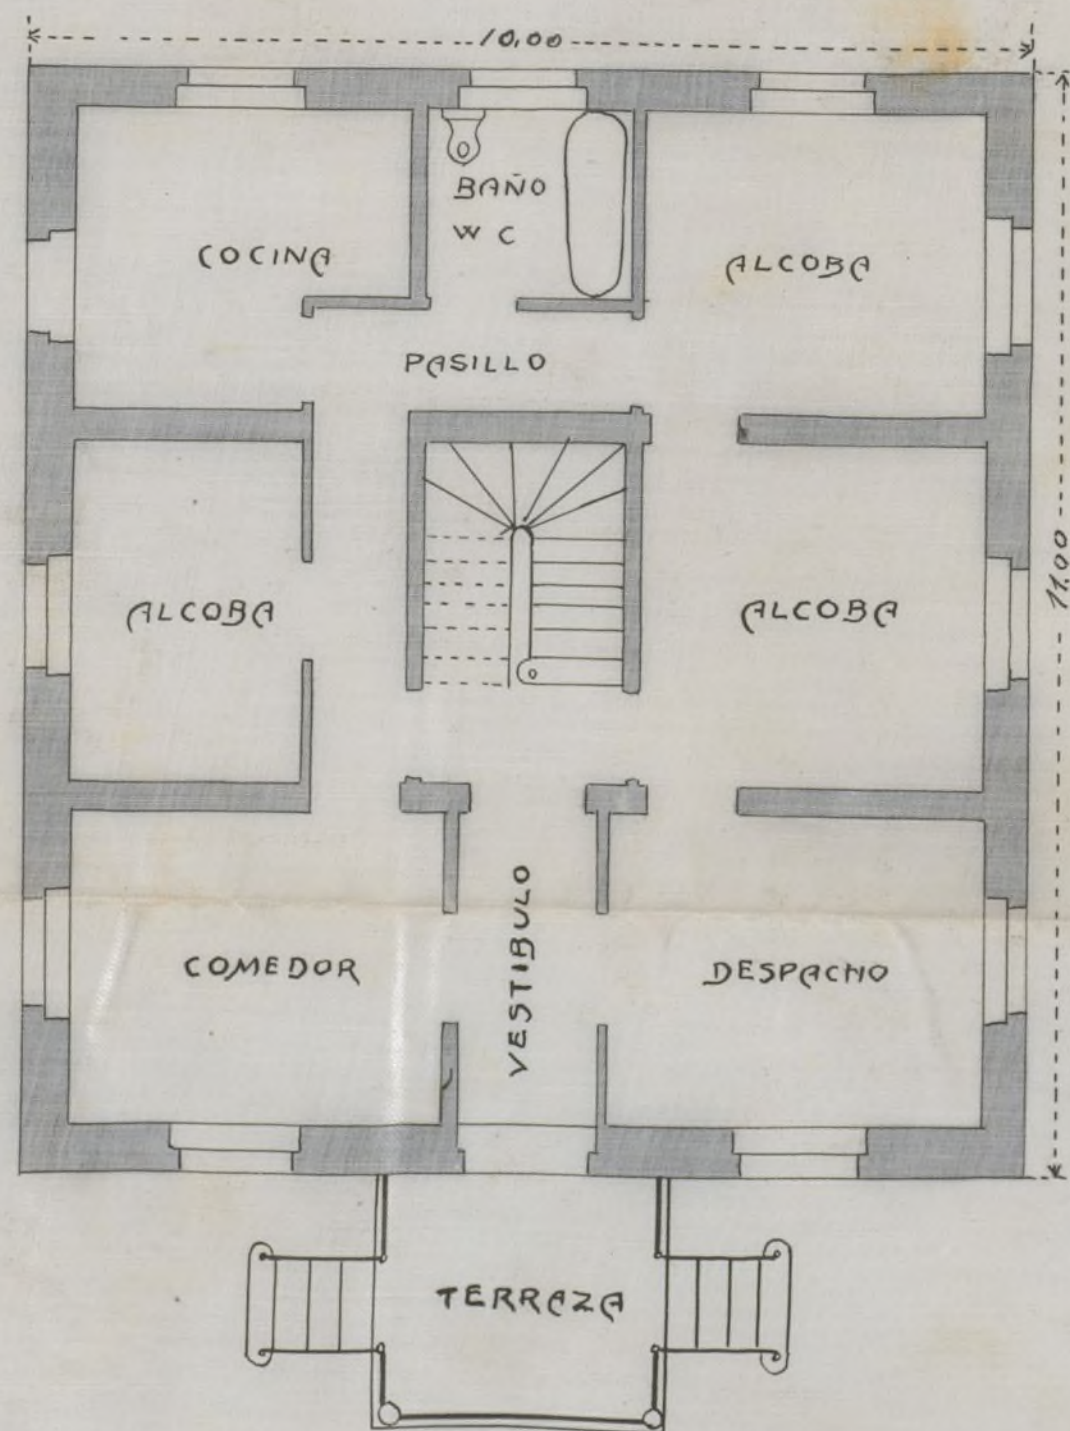 10,00
COCINA
BAÑO
W C
ALCOBA
PASILLO
ALCOBA
ALCOBA
11.00
COMEDOR
VESTIBULO
DESPACHO
TERRAZA